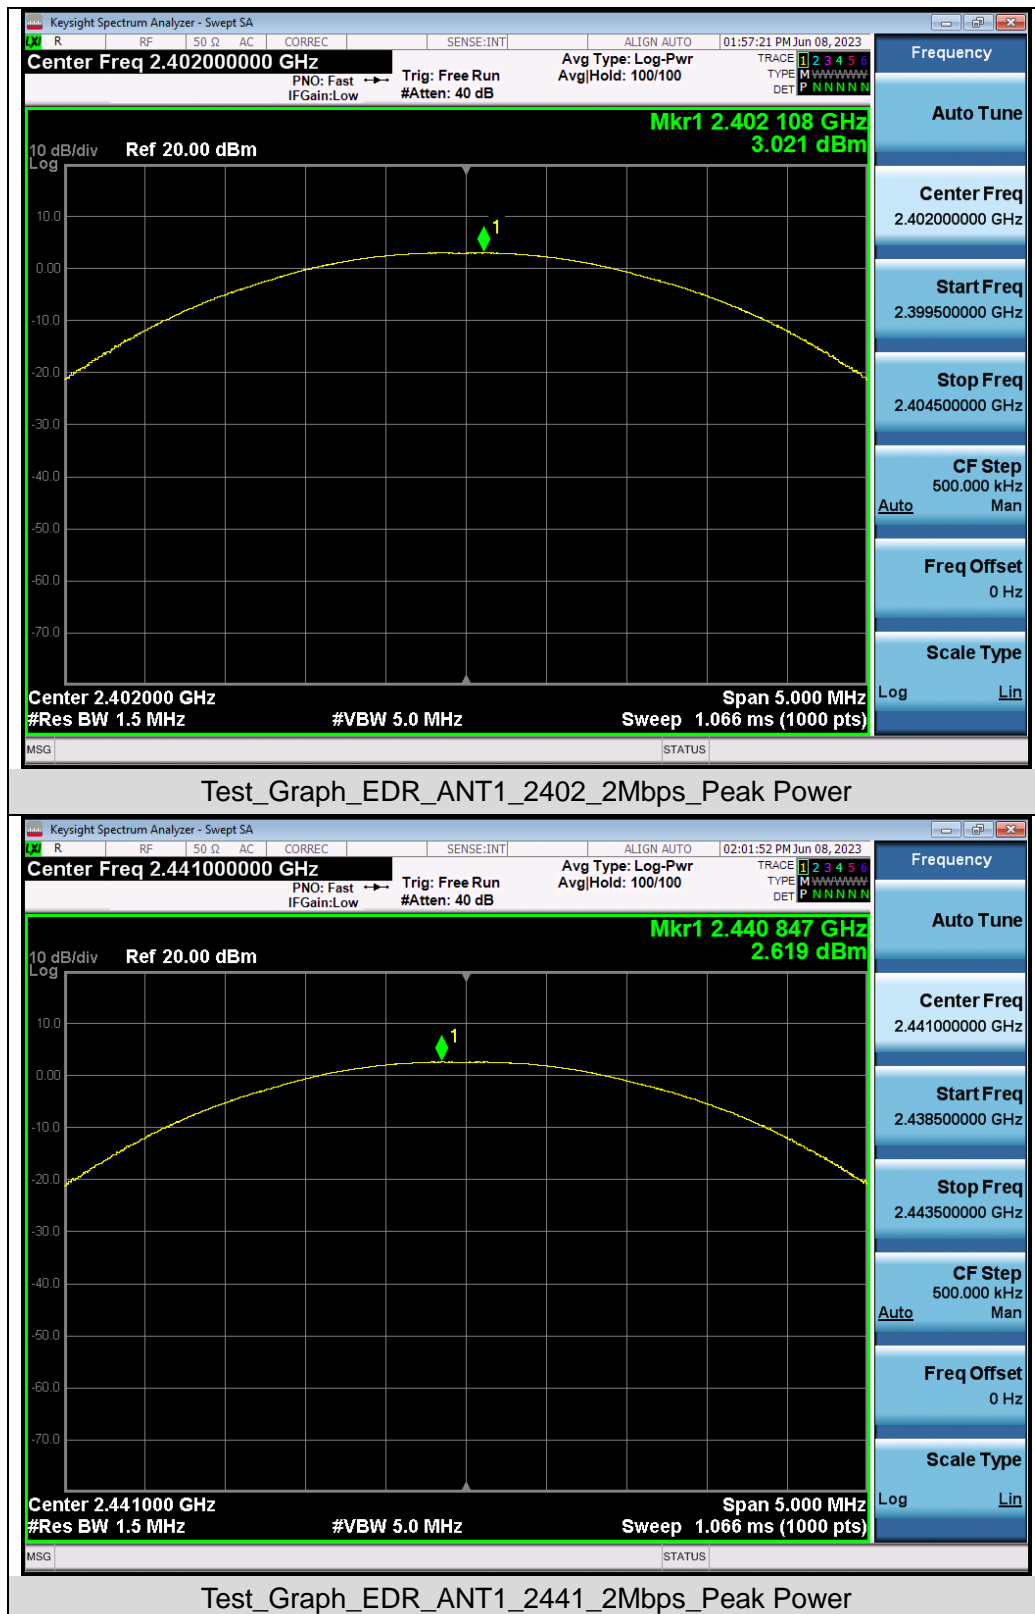 Keysight Spectrum Analyzer - Swept SA
LXI R RF 50 Ω AC CORREC SENSE:INT ALIGN AUTO 01:57:21 PM Jun 08, 2023
Center Freq 2.402000000 GHz
PNO: Fast
IFGain:Low
Trig: Free Run
#Atten: 40 dB
Avg Type: Log-Pwr
Avg|Hold: 100/100
TRACE 1 2 3 4 5 6
TYPE M WWWWW
DET P N N N N N
Mkr1 2.402 108 GHz
3.021 dBm
10 dB/div Ref 20.00 dBm
Log
1
10.0
0.00
-10.0
-20.0
-30.0
-40.0
-50.0
-60.0
-70.0
Center 2.402000 GHz Span 5.000 MHz
#Res BW 1.5 MHz #VBW 5.0 MHz Sweep 1.066 ms (1000 pts)
MSG STATUS
Frequency
Auto Tune
Center Freq
2.402000000 GHz
Start Freq
2.399500000 GHz
Stop Freq
2.404500000 GHz
CF Step
500.000 kHz
Auto Man
Freq Offset
0 Hz
Scale Type
Log Lin
Test_Graph_EDR_ANT1_2402_2Mbps_Peak Power
Keysight Spectrum Analyzer - Swept SA
LXI R RF 50 Ω AC CORREC SENSE:INT ALIGN AUTO 02:01:52 PM Jun 08, 2023
Center Freq 2.441000000 GHz
PNO: Fast
IFGain:Low
Trig: Free Run
#Atten: 40 dB
Avg Type: Log-Pwr
Avg|Hold: 100/100
TRACE 1 2 3 4 5 6
TYPE M WWWWW
DET P N N N N N
Mkr1 2.440 847 GHz
2.619 dBm
10 dB/div Ref 20.00 dBm
Log
1
10.0
0.00
-10.0
-20.0
-30.0
-40.0
-50.0
-60.0
-70.0
Center 2.441000 GHz Span 5.000 MHz
#Res BW 1.5 MHz #VBW 5.0 MHz Sweep 1.066 ms (1000 pts)
MSG STATUS
Frequency
Auto Tune
Center Freq
2.441000000 GHz
Start Freq
2.438500000 GHz
Stop Freq
2.443500000 GHz
CF Step
500.000 kHz
Auto Man
Freq Offset
0 Hz
Scale Type
Log Lin
Test_Graph_EDR_ANT1_2441_2Mbps_Peak Power